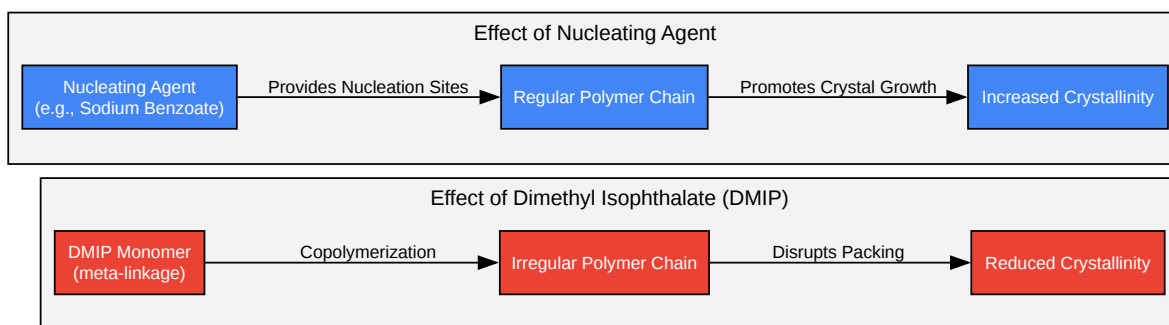 Effect of Nucleating Agent
Nucleating Agent
(e.g., Sodium Benzoate)
Provides Nucleation Sites
Regular Polymer Chain
Promotes Crystal Growth
Increased Crystallinity
Effect of Dimethyl Isophthalate (DMIP)
DMIP Monomer
(meta-linkage)
Copolymerization
Irregular Polymer Chain
Disrupts Packing
Reduced Crystallinity